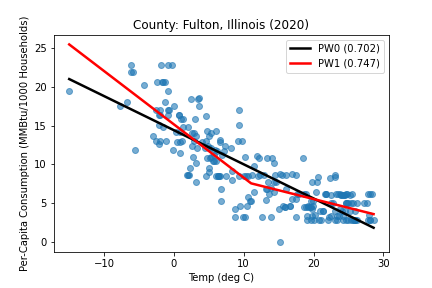 County: Fulton, Illinois (2020)
Per-Capita Consumption (MMBtu/1000 Households)
25
20
15
10
5
0
PW0 (0.702)
PW1 (0.747)
−10
0
10
20
30
Temp (deg C)